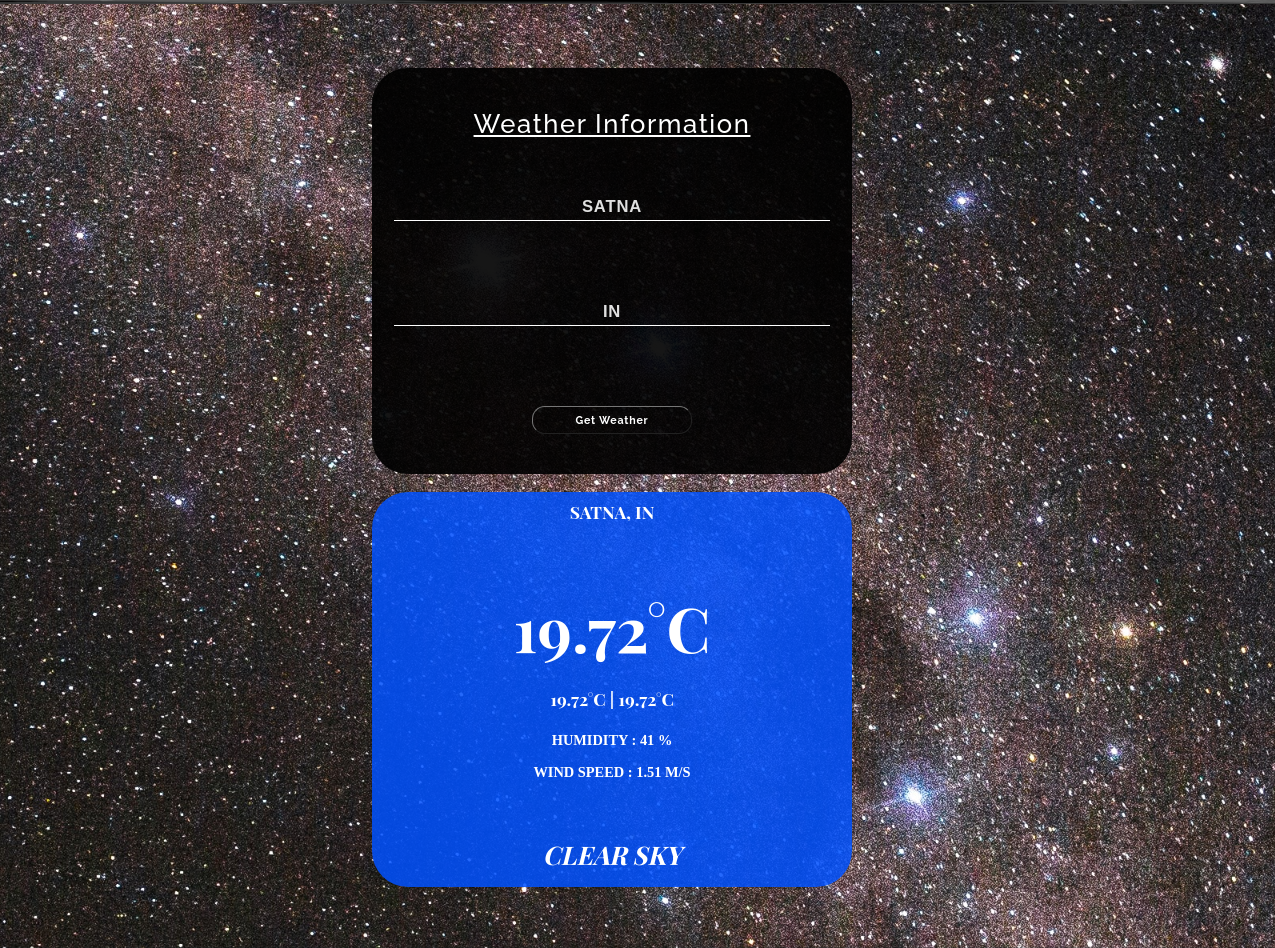 Weather Information
SATNA
IN
Get Weather
SATNA, IN
19.72°C
19.72°C | 19.72°C
HUMIDITY : 41 %
WIND SPEED : 1.51 M/S
CLEAR SKY